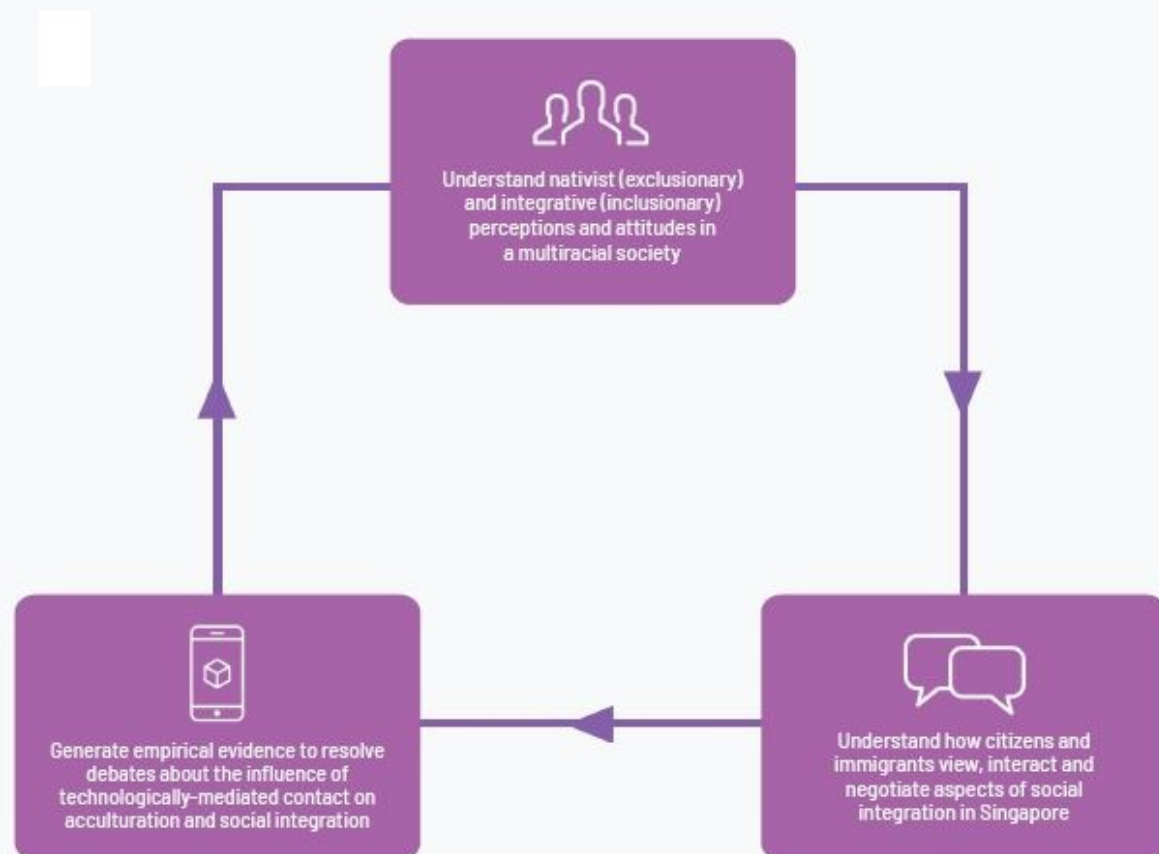 Understand nativist (exclusionary)
and integrative (inclusionary)
perceptions and attitudes in
a multiracial society
Generate empirical evidence to resolve
debates about the influence of
technologically-mediated contact on
acculturation and social integration
Understand how citizens and
immigrants view, interact and
negotiate aspects of social
integration in Singapore